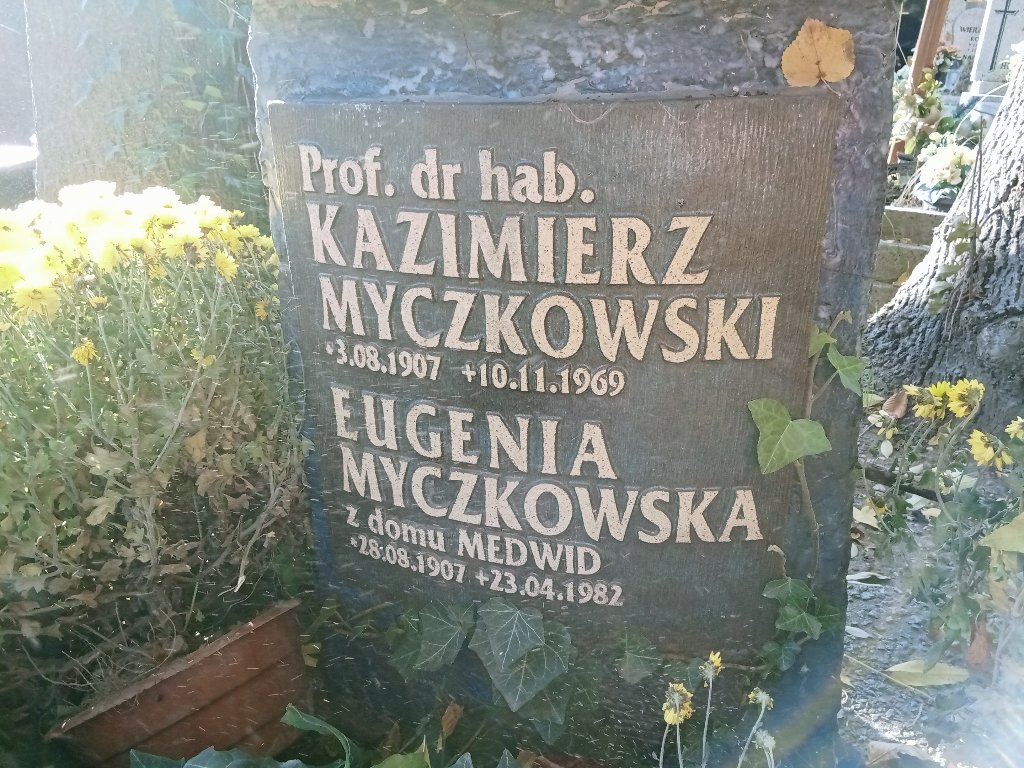 Prof. dr hab.
KAZIMIERZ
MYCZKOWSKI
*3.08.1907 +10.11.1969
EUGENIA
MYCZKOWSKA
z domu MEDWID
*28.08.1907 +23.04.1982